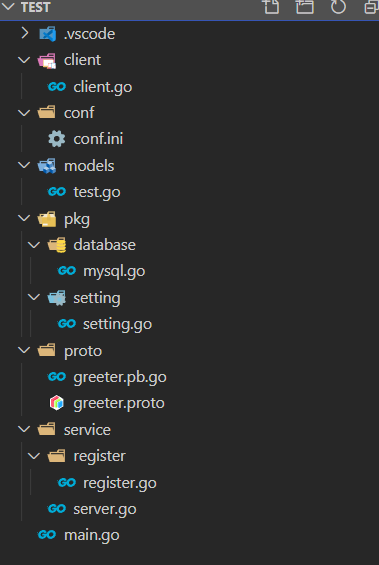 TEST
.vscode
client
GO client.go
conf
conf.ini
models
GO test.go
pkg
database
GO mysql.go
setting
GO setting.go
proto
GO greeter.pb.go
greeter.proto
service
register
GO register.go
GO server.go
GO main.go